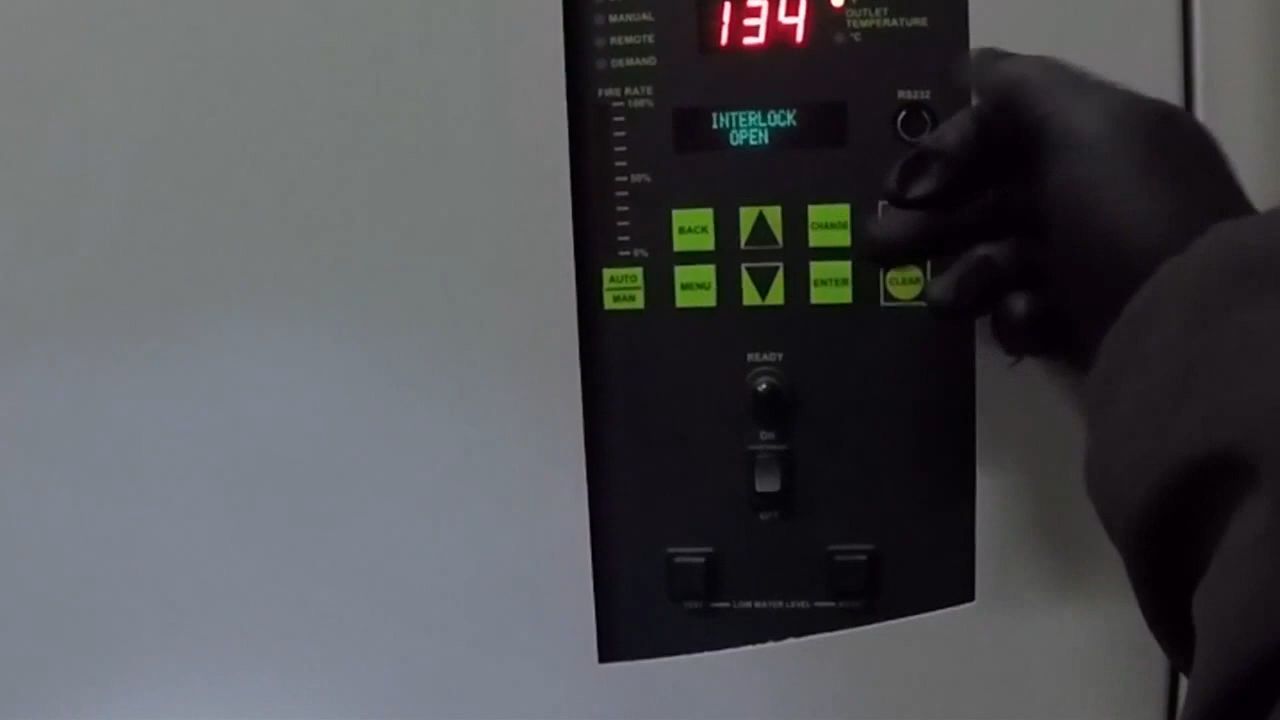 MANUAL
REMOTE
DEMAND
134
OUTLET
TEMPERATURE
°C
FIRE RATE
100%
50%
0%
RS232
INTERLOCK
OPEN
BACK
CHANGE
AUTO
MAN
MENU
ENTER
CLEAR
READY
ON
OFF
TEST
LOW WATER LEVEL